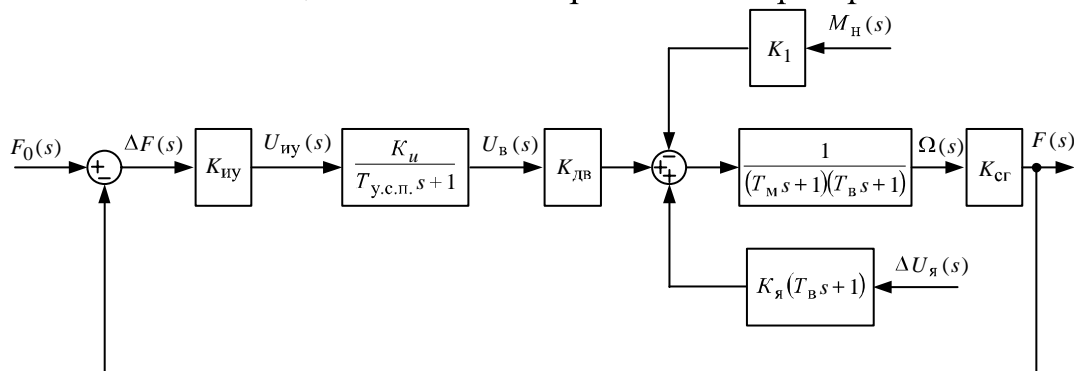 M_н(s)
K_1
F_0(s)
ΔF(s)
K_иу
U_иу(s)
K_и
T_у.с.п. s+1
U_в(s)
K_дв
1
(T_м s+1)(T_в s+1)
Ω(s)
K_сг
F(s)
K_я(T_в s+1)
ΔU_я(s)